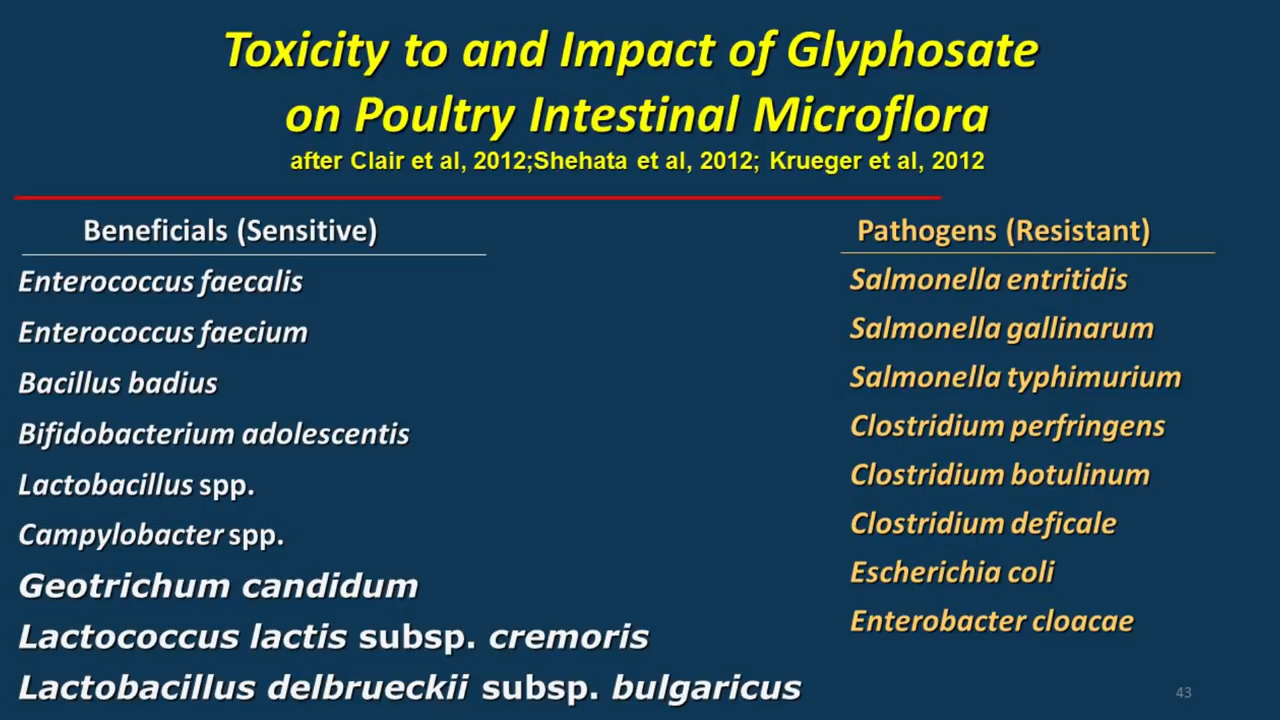 Toxicity to and Impact of Glyphosate
on Poultry Intestinal Microflora
after Clair et al, 2012;Shehata et al, 2012; Krueger et al, 2012
Beneficials (Sensitive)
Enterococcus faecalis
Enterococcus faecium
Bacillus badius
Bifidobacterium adolescentis
Lactobacillus spp.
Campylobacter spp.
Geotrichum candidum
Lactococcus lactis subsp. cremoris
Lactobacillus delbrueckii subsp. bulgaricus
Pathogens (Resistant)
Salmonella entritidis
Salmonella gallinarum
Salmonella typhimurium
Clostridium perfringens
Clostridium botulinum
Clostridium deficale
Escherichia coli
Enterobacter cloacae
43